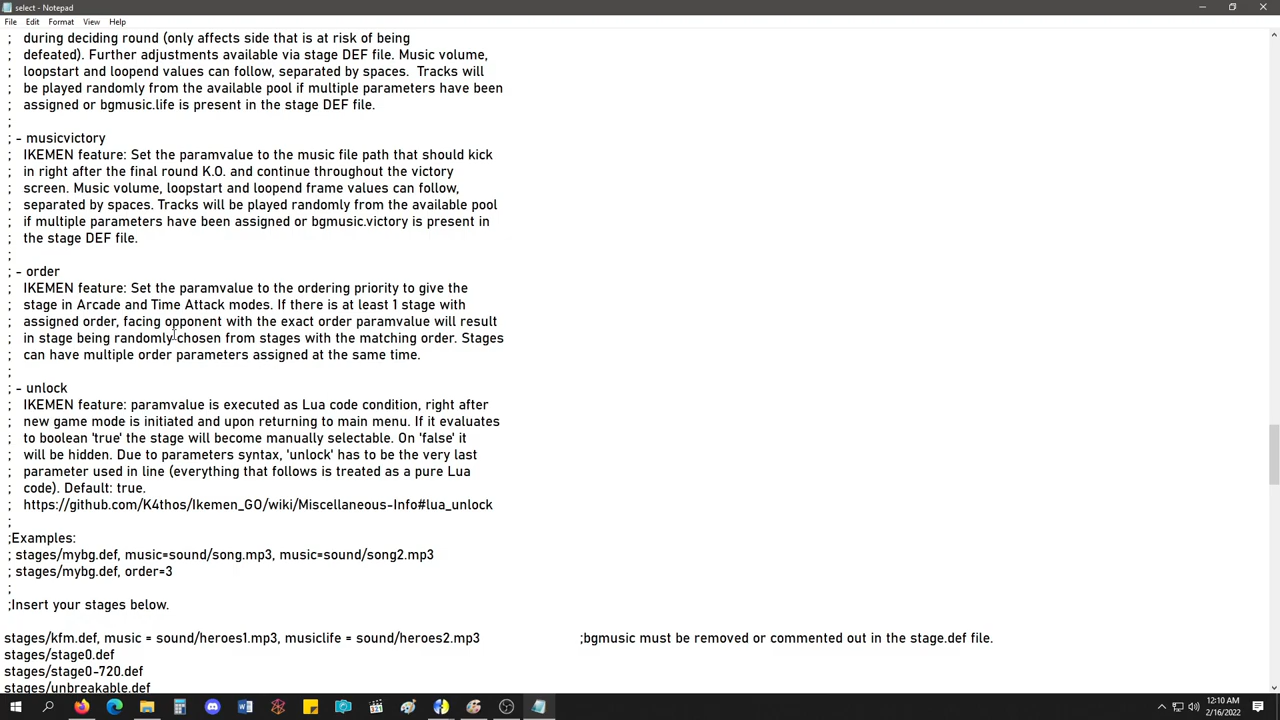 select - Notepad
File Edit Format View Help
;   during deciding round (only affects side that is at risk of being
;   defeated). Further adjustments available via stage DEF file. Music volume,
;   loopstart and loopend values can follow, separated by spaces.  Tracks will
;   be played randomly from the available pool if multiple parameters have been
;   assigned or bgmusic.life is present in the stage DEF file.
;
; - musicvictory
;   IKEMEN feature: Set the paramvalue to the music file path that should kick
;   in right after the final round K.O. and continue throughout the victory
;   screen. Music volume, loopstart and loopend frame values can follow,
;   separated by spaces. Tracks will be played randomly from the available pool
;   if multiple parameters have been assigned or bgmusic.victory is present in
;   the stage DEF file.
;
; - order
;   IKEMEN feature: Set the paramvalue to the ordering priority to give the
;   stage in Arcade and Time Attack modes. If there is at least 1 stage with
;   assigned order, facing opponent with the exact order paramvalue will result
;   in stage being randomly chosen from stages with the matching order. Stages
;   can have multiple order parameters assigned at the same time.
;
; - unlock
;   IKEMEN feature: paramvalue is executed as Lua code condition, right after
;   new game mode is initiated and upon returning to main menu. If it evaluates
;   to boolean 'true' the stage will become manually selectable. On 'false' it
;   will be hidden. Due to parameters syntax, 'unlock' has to be the very last
;   parameter used in line (everything that follows is treated as a pure Lua
;   code). Default: true.
;   https://github.com/K4thos/Ikemen_GO/wiki/Miscellaneous-Info#lua_unlock
;
;Examples:
; stages/mybg.def, music=sound/song.mp3, music=sound/song2.mp3
; stages/mybg.def, order=3
;
;Insert your stages below.
stages/kfm.def, music = sound/heroes1.mp3, musiclife = sound/heroes2.mp3 ;bgmusic must be removed or commented out in the stage.def file.
stages/stage0.def
stages/stage0-720.def
stages/unbreakable.def
12:10 AM
2/16/2022